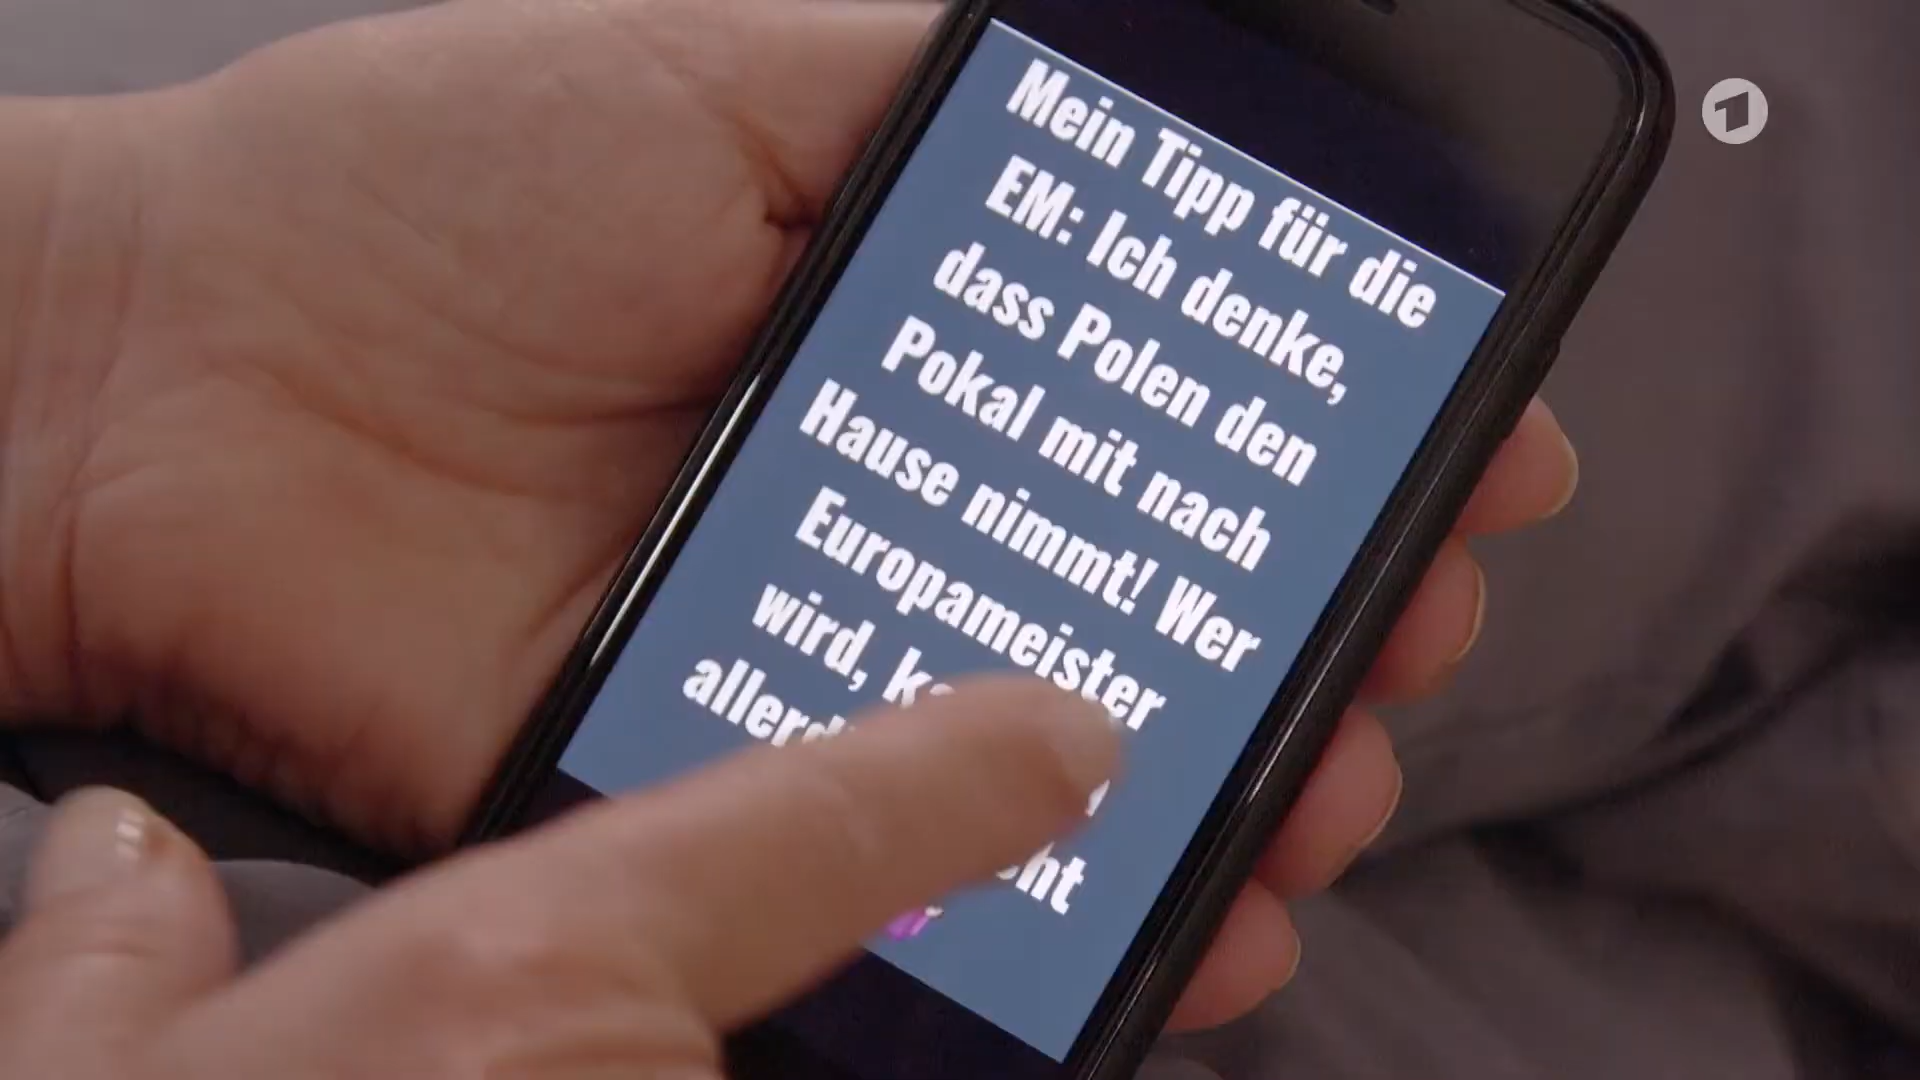 Mein Tipp für die
EM: Ich denke,
dass Polen den
Pokal mit nach
Hause nimmt! Wer
Europameister
wird,